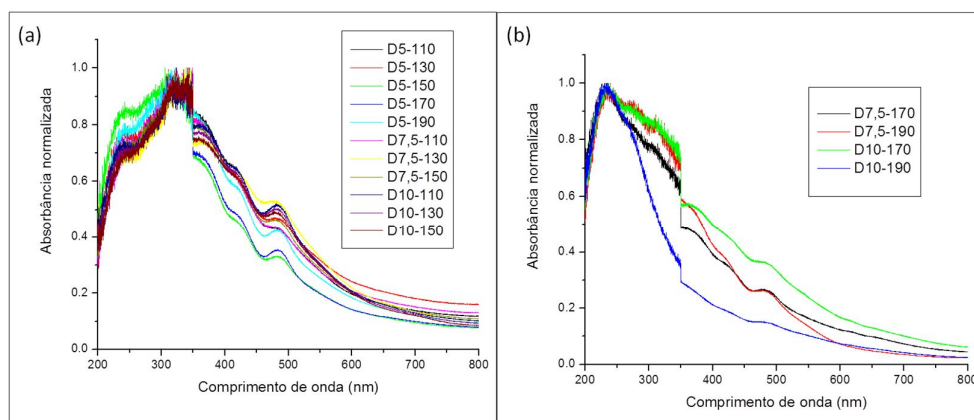 (a)
Absorbância normalizada
1.0
0.8
0.6
0.4
0.2
0.0
200 300 400 500 600 700 800
Comprimento de onda (nm)
D5-110
D5-130
D5-150
D5-170
D5-190
D7,5-110
D7,5-130
D7,5-150
D10-110
D10-130
D10-150
(b)
Absorbância normalizada
1.0
0.8
0.6
0.4
0.2
0.0
200 300 400 500 600 700 800
Comprimento de onda (nm)
D7,5-170
D7,5-190
D10-170
D10-190